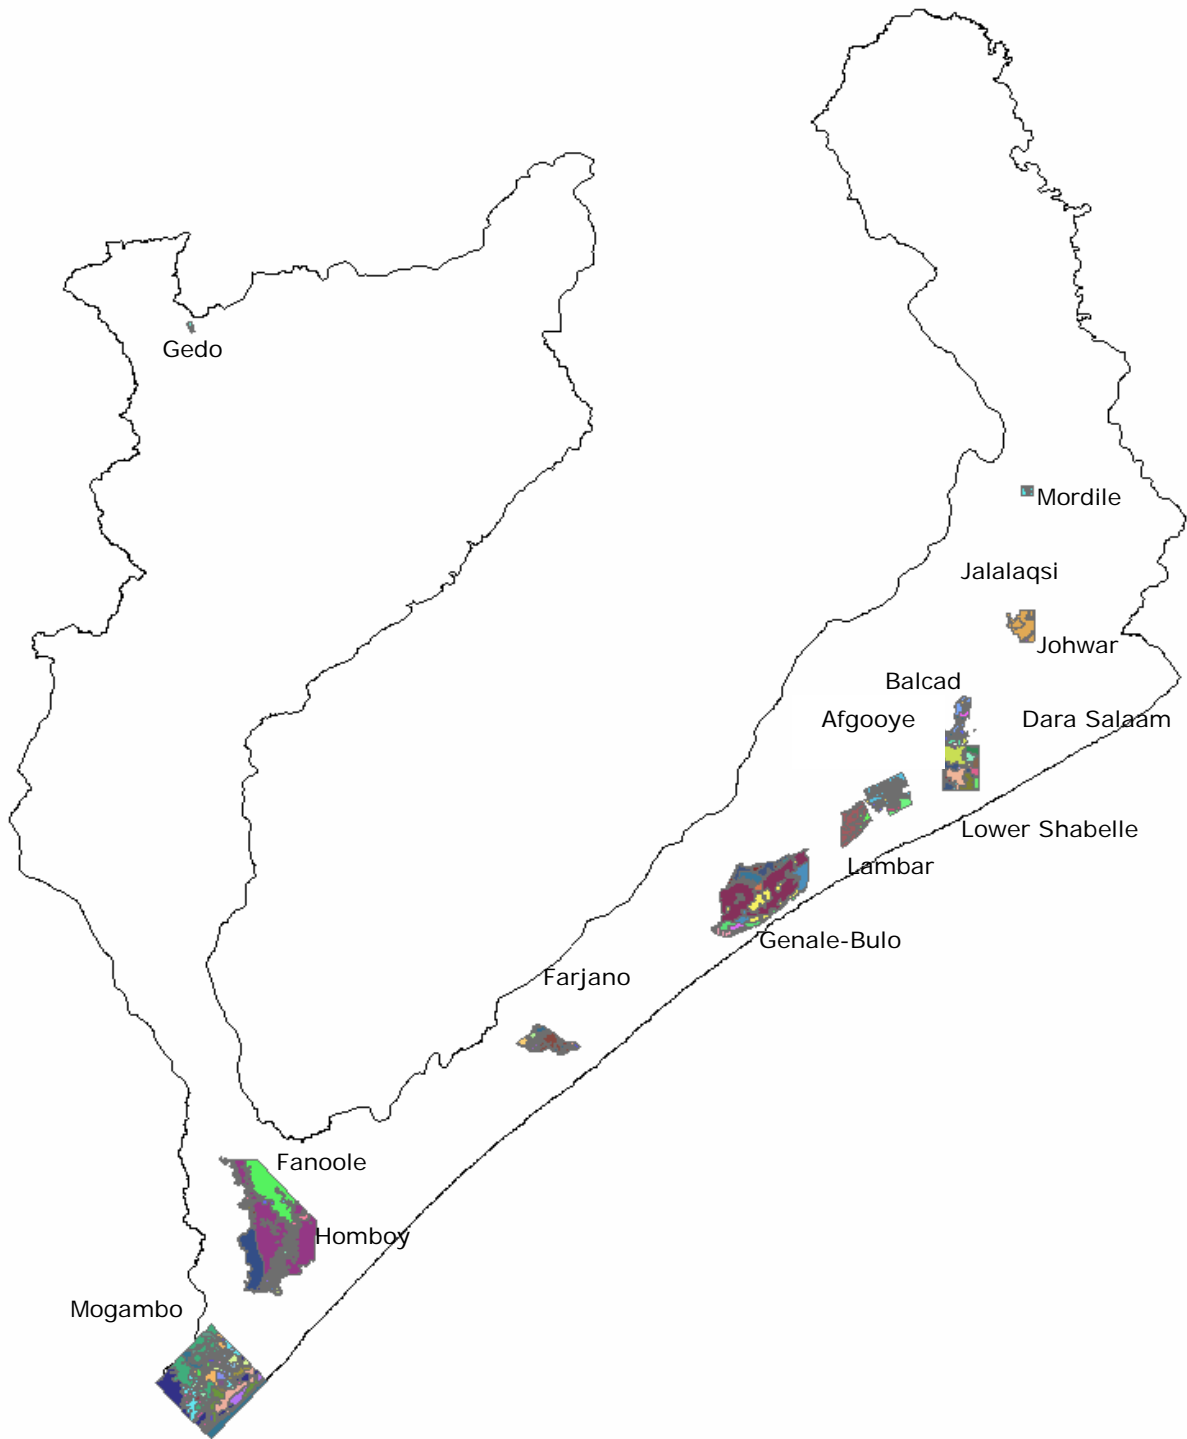 Gedo
Mordile
Jalalaqsi
Johwar
Balcad
Afgooye
Dara Salaam
Lower Shabelle
Lambar
Genale-Bulo
Farjano
Fanoole
Homboy
Mogambo